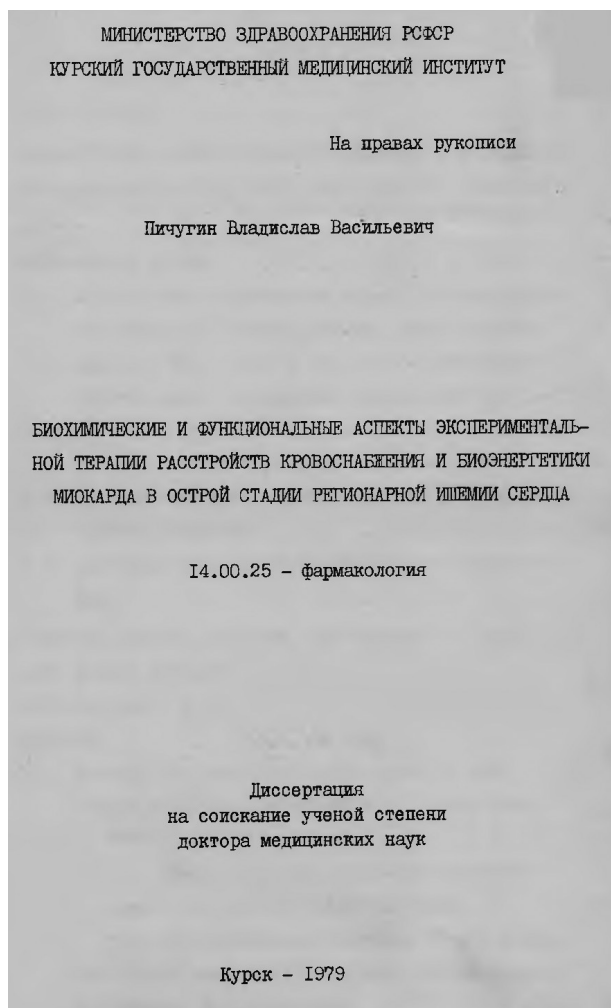 МИНИСТЕРСТВО ЗДРАВООХРАНЕНИЯ РСФСР
КУРСКИЙ ГОСУДАРСТВЕННЫЙ МЕДИЦИНСКИЙ ИНСТИТУТ
На правах рукописи
Пичугин Владислав Васильевич
БИОХИМИЧЕСКИЕ И ФУНКЦИОНАЛЬНЫЕ АСПЕКТЫ ЭКСПЕРИМЕНТАЛЬ-
НОЙ ТЕРАПИИ РАССТРОЙСТВ КРОВОСНАБЖЕНИЯ И БИОЭНЕРГЕТИКИ
МИОКАРДА В ОСТРОЙ СТАДИИ РЕГИОНАРНОЙ ИШЕМИИ СЕРДЦА
I4.00.25 - фармакология
Диссертация
на соискание ученой степени
доктора медицинских наук
Курск - I979